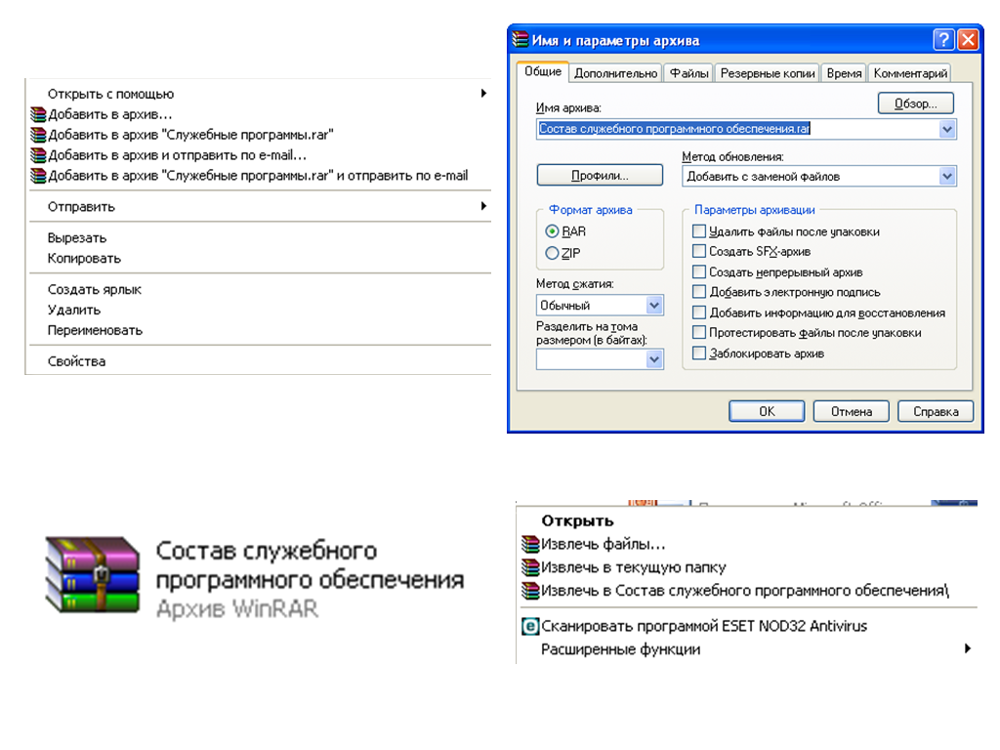 Открыть с помощью
Добавить в архив...
Добавить в архив "Служебные программы.rar"
Добавить в архив и отправить по e-mail...
Добавить в архив "Служебные программы.rar" и отправить по e-mail
Отправить
Вырезать
Копировать
Создать ярлык
Удалить
Переименовать
Свойства
Имя и параметры архива
Общие Дополнительно Файлы Резервные копии Время Комментарий
Имя архива:
Обзор...
Состав служебного программного обеспечения.rar
Профили...
Метод обновления:
Добавить с заменой файлов
Формат архива
RAR
ZIP
Метод сжатия:
Обычный
Разделить на тома
размером (в байтах):
Параметры архивации
Удалить файлы после упаковки
Создать SFX-архив
Создать непрерывный архив
Добавить электронную подпись
Добавить информацию для восстановления
Протестировать файлы после упаковки
Заблокировать архив
ОК Отмена Справка
Состав служебного
программного обеспечения
Архив WinRAR
Открыть
Извлечь файлы...
Извлечь в текущую папку
Извлечь в Состав служебного программного обеспечения\
Сканировать программой ESET NOD32 Antivirus
Расширенные функции